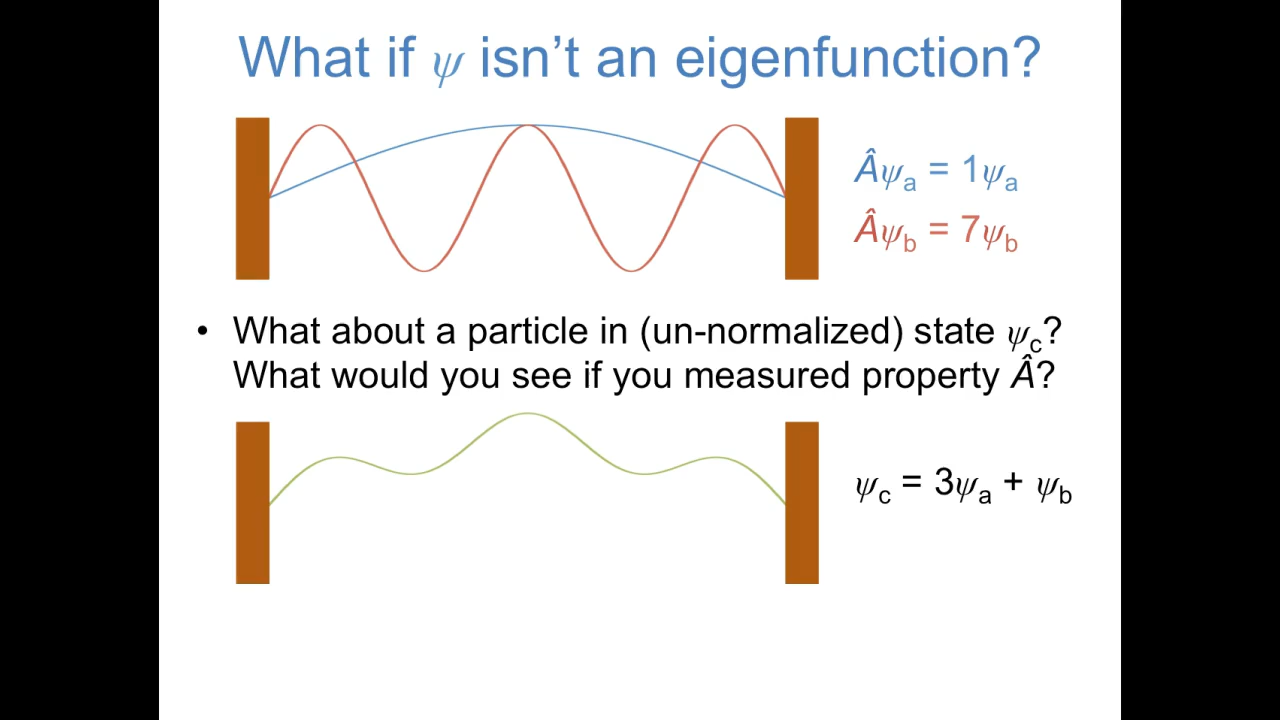 What if ψ isn't an eigenfunction?
Âψₐ = 1ψₐ
Âψb = 7ψb
• What about a particle in (un-normalized) state ψc?
What would you see if you measured property Â?
ψc = 3ψₐ + ψb